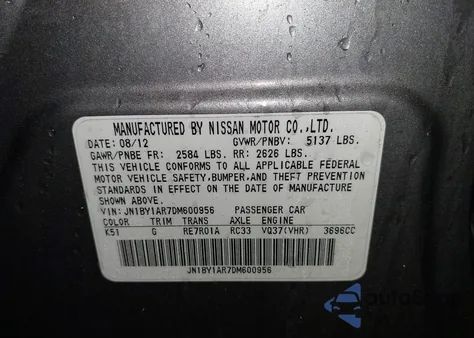 MANUFACTURED BY NISSAN MOTOR CO.,LTD.
DATE: 08/12 GVWR/PNBV: 5137 LBS.
GAWR/PNBE FR: 2584 LBS. RR: 2626 LBS.
THIS VEHICLE CONFORMS TO ALL APPLICABLE FEDERAL
MOTOR VEHICLE SAFETY,BUMPER,AND THEFT PREVENTION
STANDARDS IN EFFECT ON THE DATE OF MANUFACTURE
SHOWN ABOVE.
VIN: JN1BY1AR7DM600956 PASSENGER CAR
COLOR TRIM TRANS AXLE ENGINE
K51 G RE7R01A RC33 VQ37(VHR) 3696CC
JN1BY1AR7DM600956